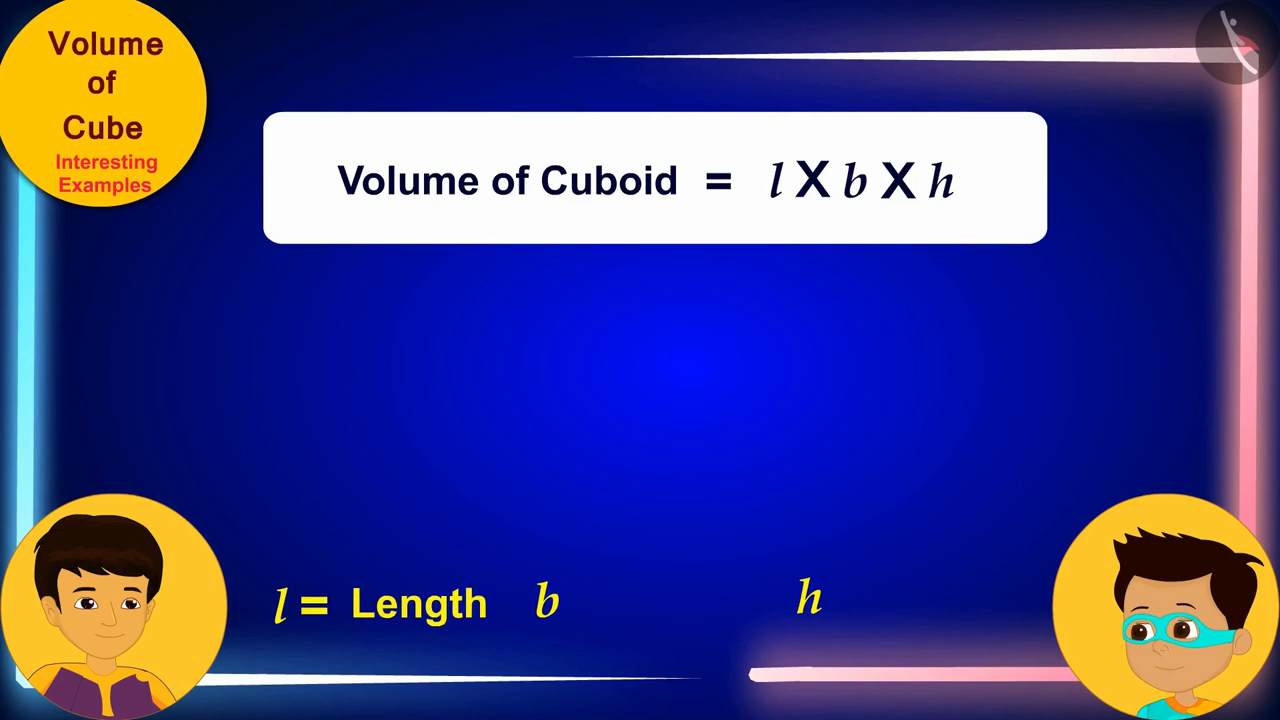 Volume
of
Cube
Interesting
Examples
Volume of Cuboid = l X b X h
l = Length b h